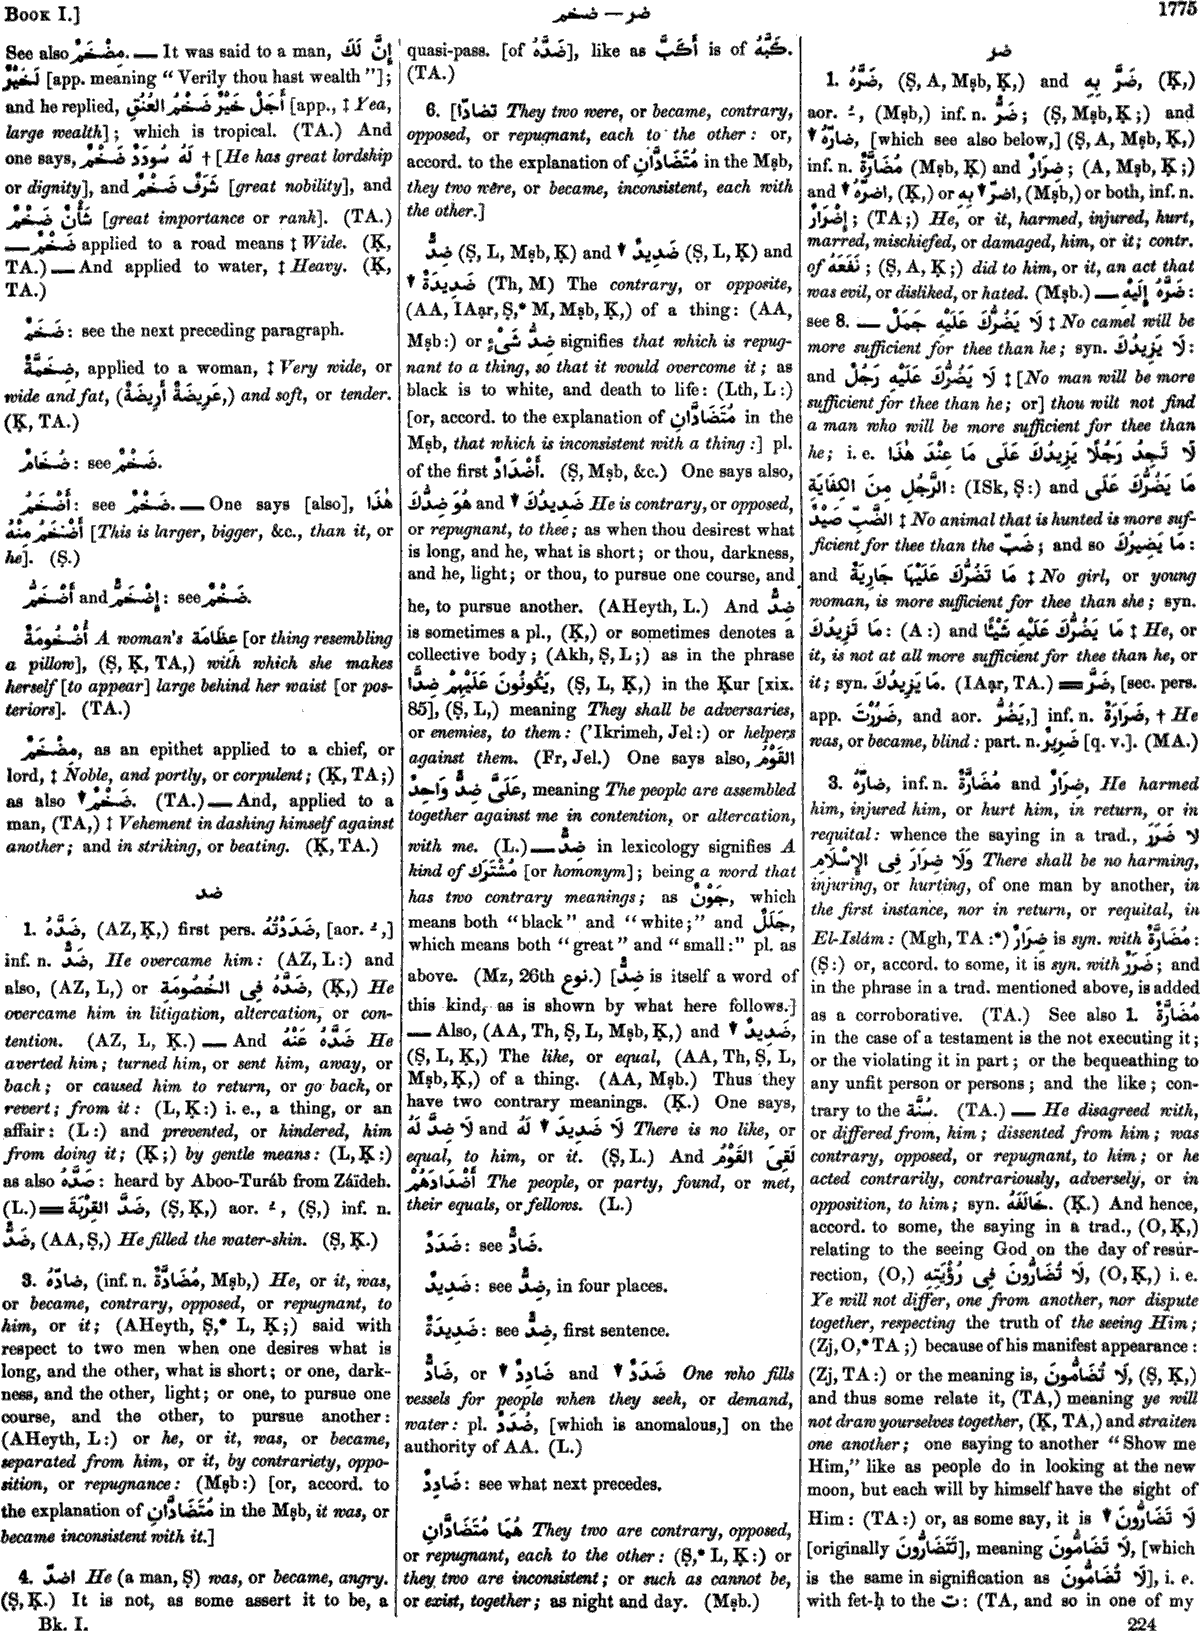 BOOK I.]
ضر — ضخم
1775
See also مِضْخَمٌ. — It was said to a man, إِنَّ لَكَ
لَخَيْرًا [app. meaning “ Verily thou hast wealth ”];
and he replied, أَجَلْ خَيْرٌ ضَخْمُ العُنُقِ [app., ‡ Yea,
large wealth] ; which is tropical. (TA.) And
one says, لَهُ سُودَدٌ ضَخْمٌ † [He has great lordship
or dignity], and شَرَفٌ ضَخْمٌ [great nobility], and
شَأْنٌ ضَخْمٌ [great importance or rank]. (TA.)
— ضَخْمٌ applied to a road means ‡ Wide. (Ḳ,
TA.) — And applied to water, ‡ Heavy. (Ḳ,
TA.)
ضَخَمٌ : see the next preceding paragraph.
ضِخَمَّةٌ, applied to a woman, ‡ Very wide, or
wide and fat, (عَرِيضَةٌ أَرِيضَةٌ,) and soft, or tender.
(Ḳ, TA.)
ضُخَامٌ : see ضَخْمٌ.
أَضْخَمُ : see ضَخْمٌ. — One says [also], هٰذَا
أَضْخَمُ مِنْهُ [This is larger, bigger, &c., than it, or
he]. (Ṣ.)
أَضْخَمٌّ and إِضْخَمٌّ : see ضَخْمٌ.
أُضْخُومَةٌ A woman's عِظَامَة [or thing resembling
a pillow], (Ṣ, Ḳ, TA,) with which she makes
herself [to appear] large behind her waist [or pos-
teriors]. (TA.)
مِضْخَمٌ, as an epithet applied to a chief, or
lord, ‡ Noble, and portly, or corpulent ; (Ḳ, TA ;)
as also ▾ ضَخْمٌ. (TA.) — And, applied to a
man, (TA,) ‡ Vehement in dashing himself against
another ; and in striking, or beating. (Ḳ, TA.)
ضد
1. ضَدَّهُ, (AZ, Ḳ,) first pers. ضَدَدْتُهُ, [aor. ـُ ,]
inf. n. ضَدٌّ, He overcame him : (AZ, L :) and
also, (AZ, L,) or ضَدَّهُ فِى الخُصُومَةِ, (Ḳ,) He
overcame him in litigation, altercation, or con-
tention. (AZ, L, Ḳ.) — And ضَدَّهُ عَنْهُ He
averted him ; turned him, or sent him, away, or
back ; or caused him to return, or go back, or
revert ; from it : (L, Ḳ :) i. e., a thing, or an
affair : (L :) and prevented, or hindered, him
from doing it ; (Ḳ ;) by gentle means : (L, Ḳ :)
as also صَدَّهُ : heard by Aboo-Turáb from Záïdeh.
(L.) = ضَدَّ القِرْبَةَ, (Ṣ, Ḳ,) aor. ـُ , (Ṣ,) inf. n.
ضَدٌّ, (AA, Ṣ,) He filled the water-skin. (Ṣ, Ḳ.)
3. ضادّهُ, (inf. n. مُضَادَّةٌ, Mṣb,) He, or it, was,
or became, contrary, opposed, or repugnant, to
him, or it ; (AHeyth, Ṣ,* L, Ḳ ;) said with
respect to two men when one desires what is
long, and the other, what is short ; or one, dark-
ness, and the other, light ; or one, to pursue one
course, and the other, to pursue another :
(AHeyth, L :) or he, or it, was, or became,
separated from him, or it, by contrariety, oppo-
sition, or repugnance : (Mṣb :) [or, accord. to
the explanation of مُتَضَادَّانِ in the Mṣb, it was, or
became inconsistent with it.]
4. اضدّ He (a man, Ṣ) was, or became, angry.
(Ṣ, Ḳ.) It is not, as some assert it to be, a
quasi-pass. [of ضَدَّهُ], like as أَكَبَّ is of كَبَّهُ.
(TA.)
6. [تضادّا They two were, or became, contrary,
opposed, or repugnant, each to the other : or,
accord. to the explanation of مُتَضَادَّانِ in the Mṣb,
they two were, or became, inconsistent, each with
the other.]
ضِدٌّ (Ṣ, L, Mṣb, Ḳ) and ▾ ضَدِيدٌ (Ṣ, L, Ḳ) and
▾ ضَدِيدَةٌ (Th, M) The contrary, or opposite,
(AA, IAạr, Ṣ,* M, Mṣb, Ḳ,) of a thing : (AA,
Mṣb :) or ضِدُّ شَىْءٍ signifies that which is repug-
nant to a thing, so that it would overcome it ; as
black is to white, and death to life : (Lth, L :)
[or, accord. to the explanation of مُتَضَادَّانِ in the
Mṣb, that which is inconsistent with a thing :] pl.
of the first أَضْدَادٌ. (Ṣ, Mṣb, &c.) One says also,
هُوَ ضِدُّكَ and ▾ ضَدِيدُكَ He is contrary, or opposed,
or repugnant, to thee ; as when thou desirest what
is long, and he, what is short ; or thou, darkness,
and he, light ; or thou, to pursue one course, and
he, to pursue another. (AHeyth, L.) And ضِدٌّ
is sometimes a pl., (Ḳ,) or sometimes denotes a
collective body ; (Akh, Ṣ, L ;) as in the phrase
يَكُونُونَ عَلَيْهِمْ ضِدًّا, (Ṣ, L, Ḳ,) in the Ḳur [xix.
85], (Ṣ, L,) meaning They shall be adversaries,
or enemies, to them : (’Ikrimeh, Jel :) or helpers
against them. (Fr, Jel.) One says also, القَوْمُ
عَلَىَّ ضِدٌّ وَاحِدٌ, meaning The people are assembled
together against me in contention, or altercation,
with me. (L.) — ضِدٌّ in lexicology signifies A
kind of مُشْتَرَك [or homonym] ; being a word that
has two contrary meanings ; as جَوْنٌ, which
means both “ black ” and “ white ;” and جَلَلٌ,
which means both “ great ” and “ small :” pl. as
above. (Mz, 26th نوع.) [ضِدٌّ is itself a word of
this kind, as is shown by what here follows.]
— Also, (AA, Th, Ṣ, L, Mṣb, Ḳ,) and ▾ ضَدِيدٌ,
(Ṣ, L, Ḳ,) The like, or equal, (AA, Th, Ṣ, L,
Mṣb, Ḳ,) of a thing. (AA, Mṣb.) Thus they
have two contrary meanings. (Ḳ.) One says,
لَا ضِدَّ لَهُ and لَا ▾ ضَدِيدَ لَهُ There is no like, or
equal, to him, or it. (Ṣ, L.) And لَقِىَ القَوْمُ
أَضْدَادَهُمْ The people, or party, found, or met,
their equals, or fellows. (L.)
ضَدَدٌ : see ضَادٌّ.
ضَدِيدٌ : see ضِدٌّ, in four places.
ضَدِيدَةٌ : see ضِدٌّ, first sentence.
ضَادٌّ, or ▾ ضَادِدٌ and ▾ ضَدَدٌ One who fills
vessels for people when they seek, or demand,
water : pl. ضُدَدٌ, [which is anomalous,] on the
authority of AA. (L.)
ضَادِدٌ : see what next precedes.
هُمَا مُتَضَادَّانِ They two are contrary, opposed,
or repugnant, each to the other : (Ṣ,* L, Ḳ :) or
they two are inconsistent ; or such as cannot be,
or exist, together ; as night and day. (Mṣb.)
ضر
1. ضَرَّهُ, (Ṣ, A, Mṣb, Ḳ,) and ضَرَّ بِهِ, (Ḳ,)
aor. ـُ , (Mṣb,) inf. n. ضَرٌّ ; (Ṣ, Mṣb, Ḳ ;) and
▾ ضارّهُ, [which see also below,] (Ṣ, A, Mṣb, Ḳ,)
inf. n. مُضَارَّةٌ (Mṣb, Ḳ) and ضِرَارٌ ; (A, Mṣb, Ḳ ;)
and ▾ اضرّهُ, (Ḳ,) or بِهِ ▾ اضرّ, (Mṣb,) or both, inf. n.
إِضْرَارٌ ; (TA ;) He, or it, harmed, injured, hurt,
marred, mischiefed, or damaged, him, or it ; contr.
of نَفَعَهُ ; (Ṣ, A, Ḳ ;) did to him, or it, an act that
was evil, or disliked, or hated. (Mṣb.) — ضَرَّهُ إِلَيْهِ :
see 8. — لَا يَضُرُّكَ عَلَيْهِ جَمَلٌ ‡ No camel will be
more sufficient for thee than he ; syn. لَا يَزِيدُكَ :
and لَا يَضُرُّكَ عَلَيْهِ رَجُلٌ ‡ [No man will be more
sufficient for thee than he ; or] thou wilt not find
a man who will be more sufficient for thee than
he ; i. e. لَا تَجِدُ رَجُلًا يَزِيدُكَ عَلَى مَا عِنْدَ هٰذَا
الرَّجُلِ مِنَ الكِفَايَةِ : (ISk, Ṣ :) and مَا يَضُرُّكَ عَلَى
الضَّبِّ صَيْدٌ ‡ No animal that is hunted is more suf-
ficient for thee than the ضَبّ ; and so مَا يَضِيرُكَ :
and مَا تَضُرُّكَ عَلَيْهَا جَارِيَةٌ ‡ No girl, or young
woman, is more sufficient for thee than she ; syn.
مَا تَزِيدُكَ : (A :) and مَا يَضُرُّكَ عَلَيْهِ شَيْئًا ‡ He, or
it, is not at all more sufficient for thee than he, or
it ; syn. مَا يَزِيدُكَ. (IAạr, TA.) = ضَرَّ, [sec. pers.
app. ضَرُرْتَ, and aor. يَضُرُّ,] inf. n. ضَرَارَةٌ, † He
was, or became, blind : part. n. ضَرِيرٌ [q. v.]. (MA.)
3. ضارّهُ, inf. n. مُضَارَّةٌ and ضِرَارٌ, He harmed
him, injured him, or hurt him, in return, or in
requital : whence the saying in a trad., لَا ضَرَرَ
وَلَا ضِرَارَ فِى الإِسْلَامِ There shall be no harming,
injuring, or hurting, of one man by another, in
the first instance, nor in return, or requital, in
El-Islám : (Mgh, TA :*) ضِرَارٌ is syn. with مُضَارَّةٌ :
(Ṣ :) or, accord. to some, it is syn. with ضَرَرٌ ; and
in the phrase in a trad. mentioned above, is added
as a corroborative. (TA.) See also 1. مُضَارَّةٌ
in the case of a testament is the not executing it ;
or the violating it in part ; or the bequeathing to
any unfit person or persons ; and the like ; con-
trary to the سُنَّة. (TA.) — He disagreed with,
or differed from, him ; dissented from him ; was
contrary, opposed, or repugnant, to him ; or he
acted contrarily, contrariously, adversely, or in
opposition, to him ; syn. خَالَفَهُ. (Ḳ.) And hence,
accord. to some, the saying in a trad., (O, Ḳ,)
relating to the seeing God on the day of resur-
rection, (O,) لَا تُضَارُّونَ فِى رُؤْيَتِهِ, (O, Ḳ,) i. e.
Ye will not differ, one from another, nor dispute
together, respecting the truth of the seeing Him ;
(Zj, O,* TA ;) because of his manifest appearance :
(Zj, TA :) or the meaning is, لَا تُضَامُّونَ, (Ṣ, Ḳ,)
and thus some relate it, (TA,) meaning ye will
not draw yourselves together, (Ḳ, TA,) and straiten
one another ; one saying to another “ Show me
Him,” like as people do in looking at the new
moon, but each will by himself have the sight of
Him : (TA :) or, as some say, it is ▾ لَا تَضَارُّونَ
[originally تَتَضَارُّونَ], meaning لَا تَضَامُّونَ, [which
is the same in signification as لَا تُضَامُّونَ], i. e.
with fet-ḥ to the ت : (TA, and so in one of my
Bk. I.
224